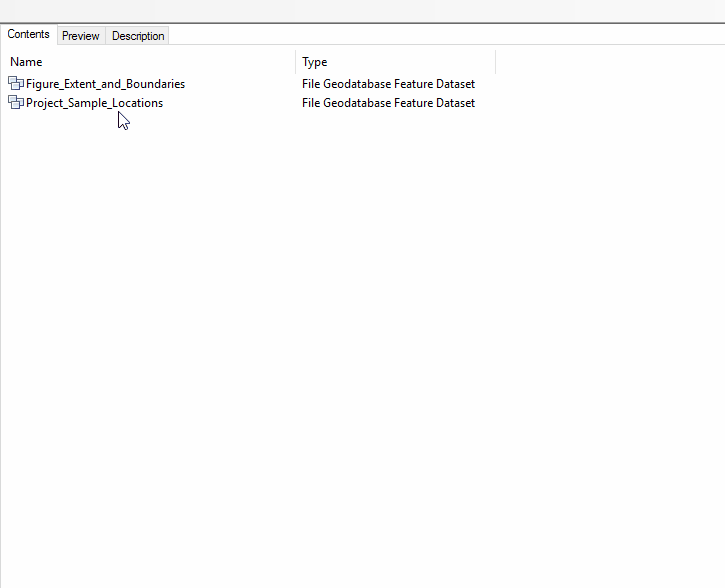 Contents Preview Description
Name Type
Figure_Extent_and_Boundaries File Geodatabase Feature Dataset
Project_Sample_Locations File Geodatabase Feature Dataset